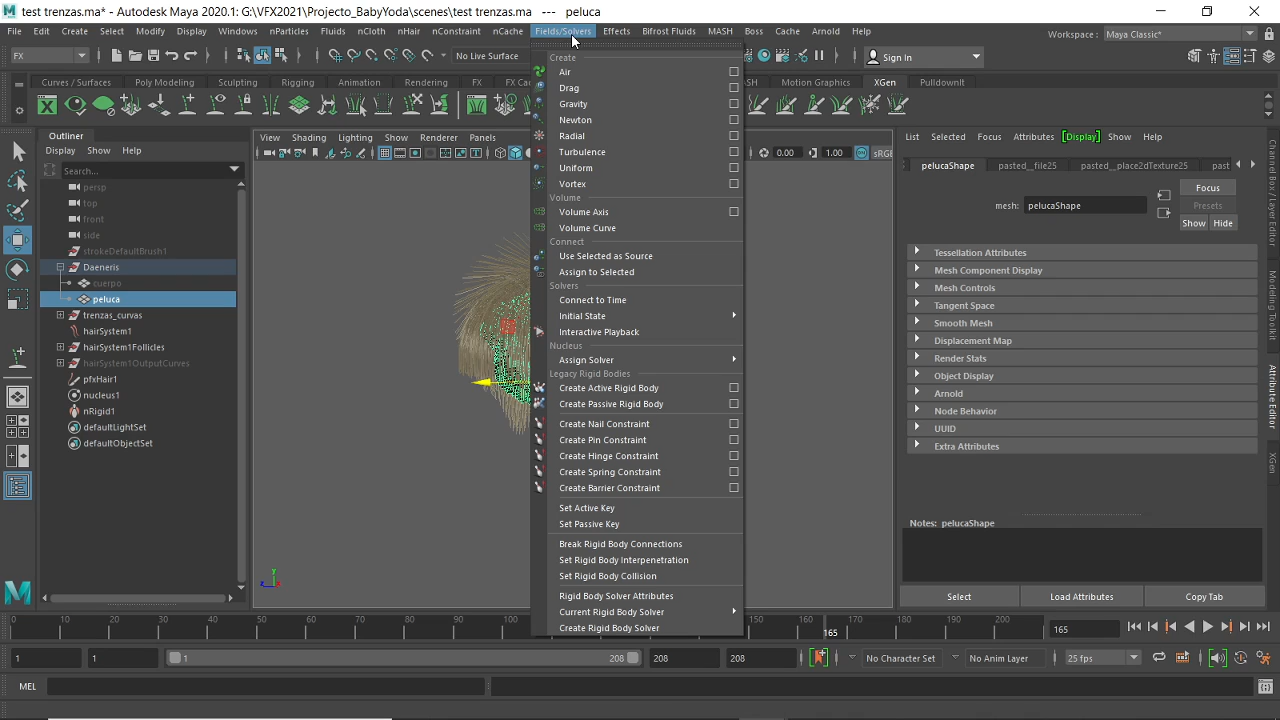 test trenzas.ma* - Autodesk Maya 2020.1: G:\VFX2021\Projecto_BabyYoda\scenes\test trenzas.ma --- peluca
File Edit Create Select Modify Display Windows nParticles Fluids nCloth nHair nConstraint nCache Fields/Solvers Effects Bifrost Fluids MASH Boss Cache Arnold Help
Workspace: Maya Classic*
FX No Live Surface Sign In
Curves / Surfaces Sculpting Rigging Animation Rendering FX Motion Graphics XGen Pulldownit
Outliner
Display Show Help
Search...
persp
top
front
side
strokeDefaultBrush1
Daeneris
cuerpo
peluca
trenzas_curvas
hairSystem1
hairSystem1Follicles
hairSystem1OutputCurves
pfxHair1
nucleus1
nRigid1
defaultLightSet
defaultObjectSet
View Shading Lighting Show Renderer Panels
0.00 1.00
Create
Air
Drag
Gravity
Newton
Radial
Turbulence
Uniform
Vortex
Volume
Volume Axis
Volume Curve
Connect
Use Selected as Source
Assign to Selected
Solvers
Connect to Time
Initial State
Interactive Playback
Nucleus
Assign Solver
Legacy Rigid Bodies
Create Active Rigid Body
Create Passive Rigid Body
Create Nail Constraint
Create Pin Constraint
Create Hinge Constraint
Create Spring Constraint
Create Barrier Constraint
Set Active Key
Set Passive Key
Break Rigid Body Connections
Set Rigid Body Interpenetration
Set Rigid Body Collision
Rigid Body Solver Attributes
Current Rigid Body Solver
Create Rigid Body Solver
y
z
List Selected Focus Attributes [Display] Show Help
pelucaShape pasted__file25 pasted__place2dTexture25 past
mesh: pelucaShape
Focus
Presets
Show Hide
Tessellation Attributes
Mesh Component Display
Mesh Controls
Tangent Space
Smooth Mesh
Displacement Map
Render Stats
Object Display
Arnold
Node Behavior
UUID
Extra Attributes
Notes: pelucaShape
Select Load Attributes Copy Tab
Channel Box / Layer Editor
Modeling Toolkit
Attribute Editor
XGen
0 10 20 30 40 50 60 70 80 90 100 150 160 165 170 180 190 200 165
1 1 1 208 208 208 No Character Set No Anim Layer 25 fps
MEL